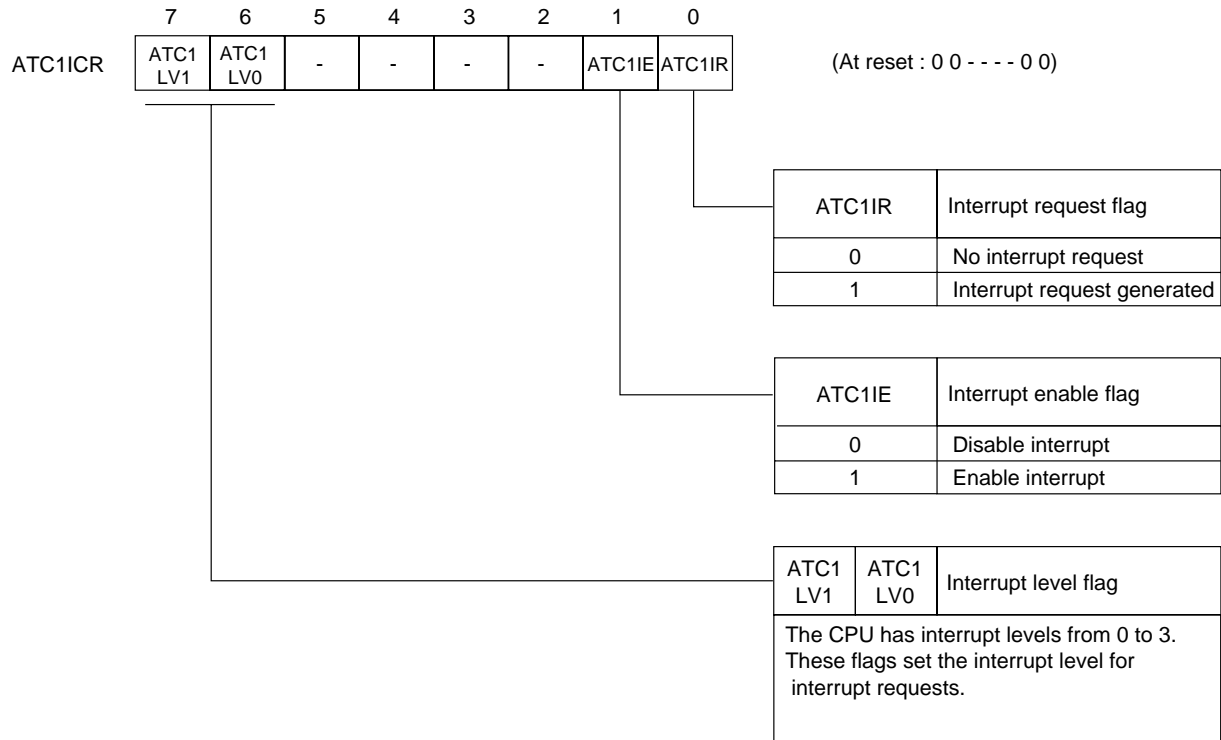 7 6 5 4 3 2 1 0
ATC1ICR ATC1 LV1 ATC1 LV0 - - - - ATC1IE ATC1IR (At reset : 0 0 - - - - 0 0)
ATC1IR Interrupt request flag
0 No interrupt request
1 Interrupt request generated
ATC1IE Interrupt enable flag
0 Disable interrupt
1 Enable interrupt
ATC1 LV1 ATC1 LV0 Interrupt level flag
The CPU has interrupt levels from 0 to 3.
These flags set the interrupt level for
interrupt requests.